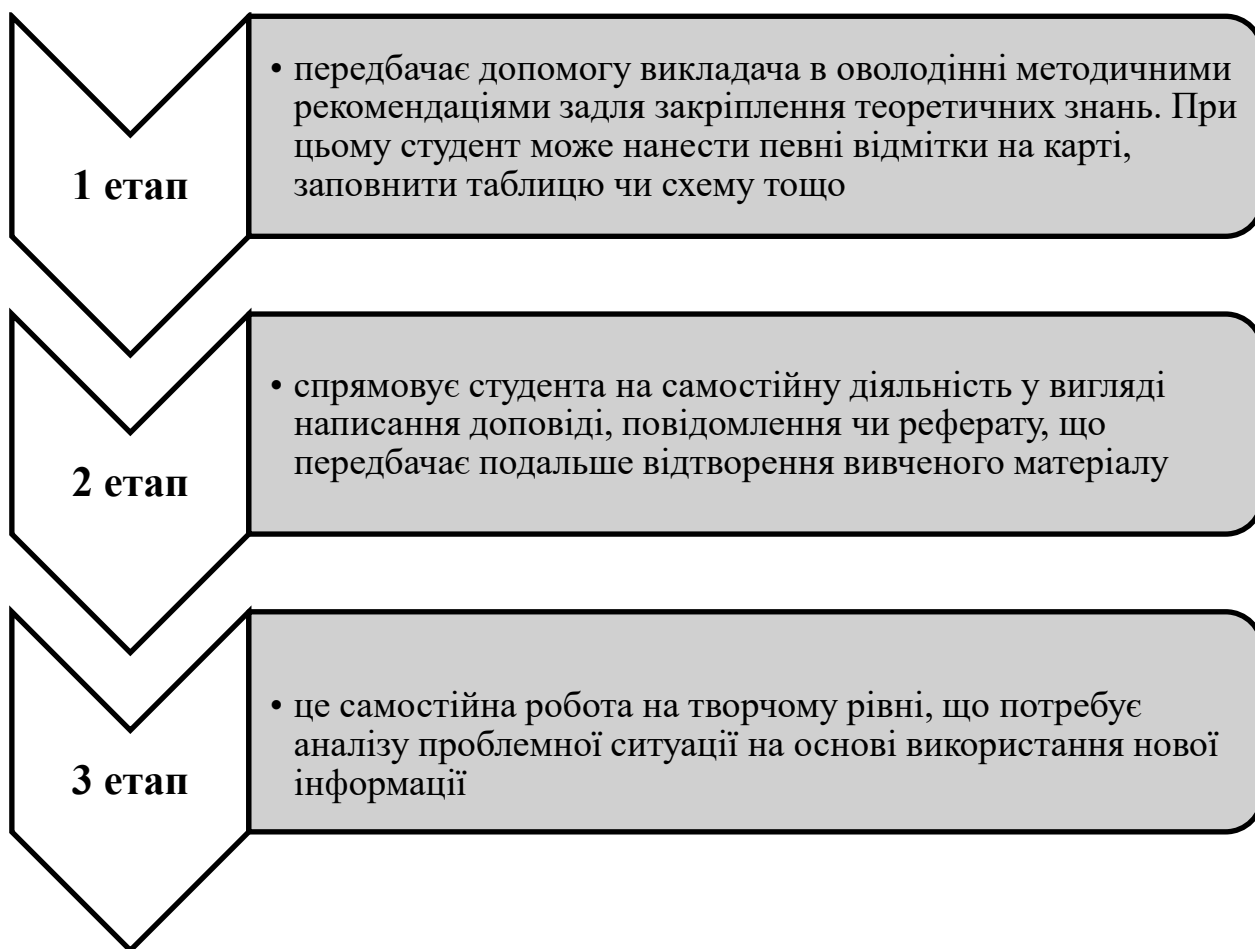 1 етап
• передбачає допомогу викладача в оволодінні методичними
рекомендаціями задля закріплення теоретичних знань. При
цьому студент може нанести певні відмітки на карті,
заповнити таблицю чи схему тощо
2 етап
• спрямовує студента на самостійну діяльність у вигляді
написання доповіді, повідомлення чи реферату, що
передбачає подальше відтворення вивченого матеріалу
3 етап
• це самостійна робота на творчому рівні, що потребує
аналізу проблемної ситуації на основі використання нової
інформації